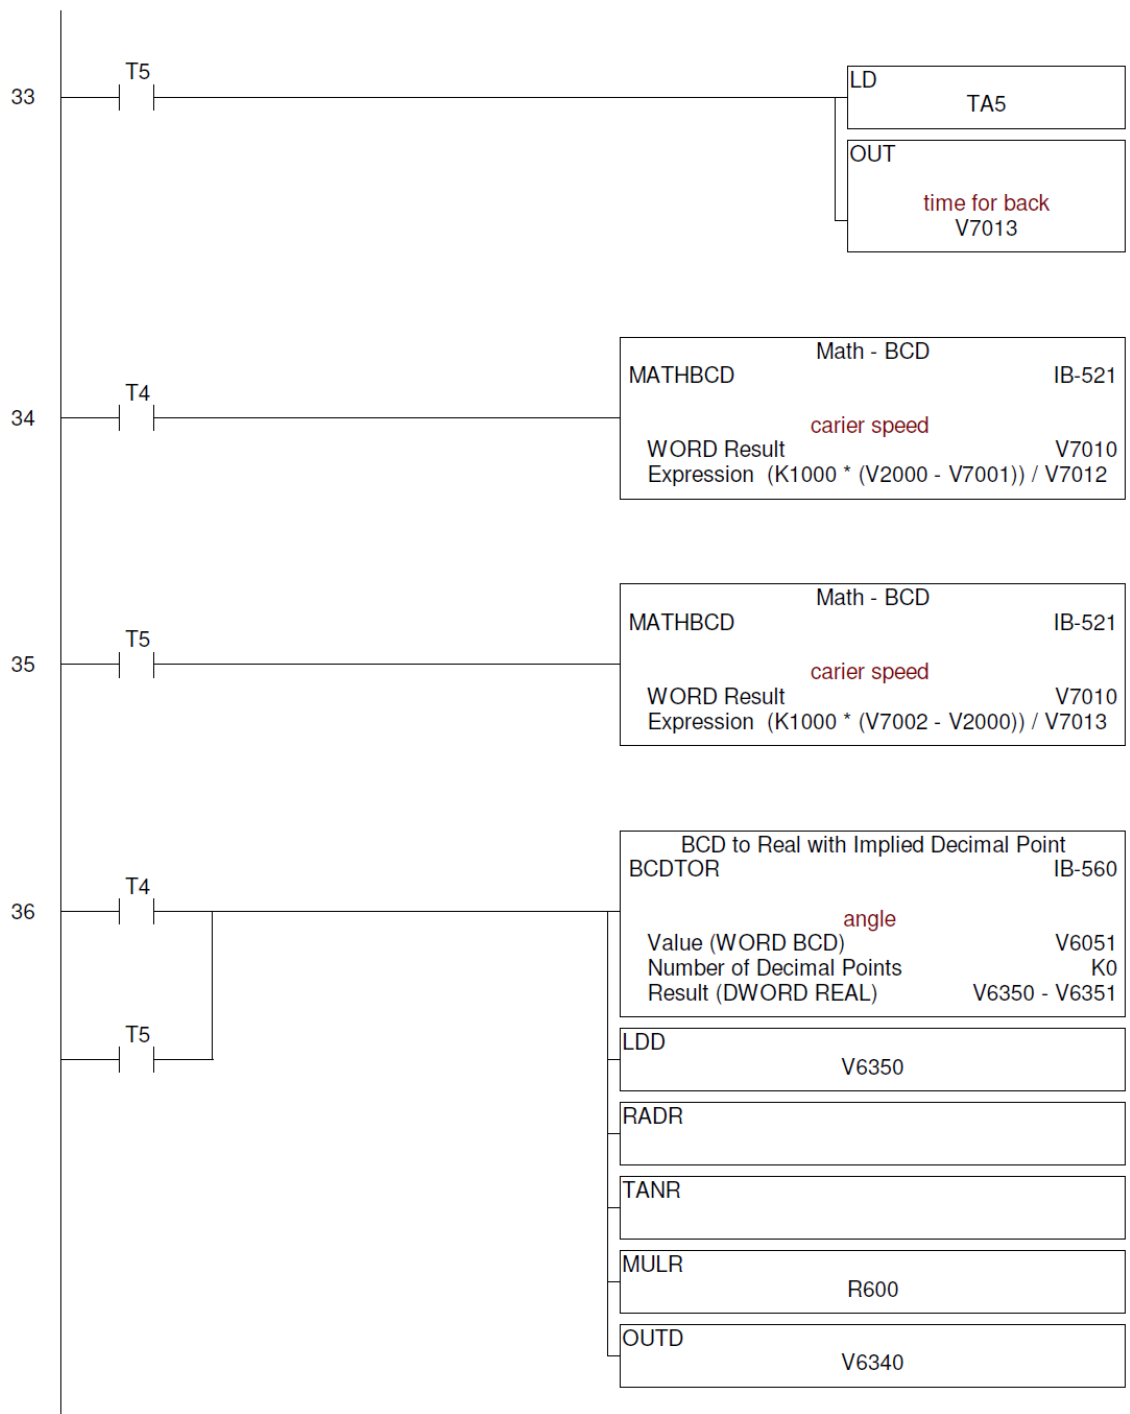 T5
33
LD
TA5
OUT
time for back
V7013
Math - BCD
MATHBCD IB-521
T4
34
carier speed
WORD Result V7010
Expression (K1000 * (V2000 - V7001)) / V7012
Math - BCD
MATHBCD IB-521
T5
35
carier speed
WORD Result V7010
Expression (K1000 * (V7002 - V2000)) / V7013
BCD to Real with Implied Decimal Point
BCDTOR IB-560
T4
36
angle
Value (WORD BCD) V6051
Number of Decimal Points K0
Result (DWORD REAL) V6350 - V6351
T5
LDD
V6350
RADR
TANR
MULR
R600
OUTD
V6340